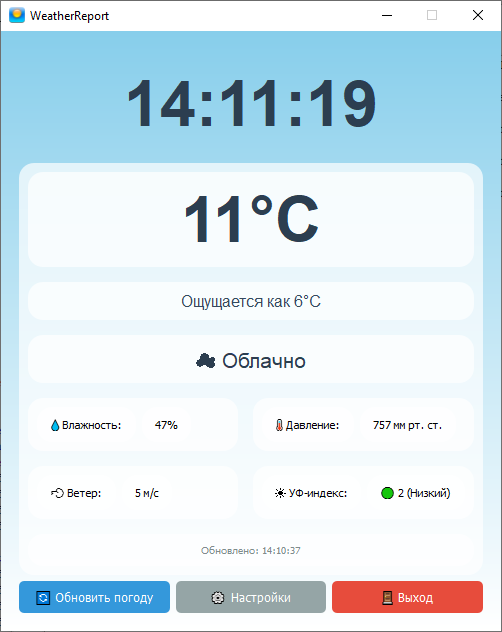 WeatherReport
14:11:19
11°C
Ощущается как 6°C
Облачно
Влажность: 47% Давление: 757 мм рт. ст.
Ветер: 5 м/с УФ-индекс: 2 (Низкий)
Обновлено: 14:10:37
Обновить погоду Настройки Выход